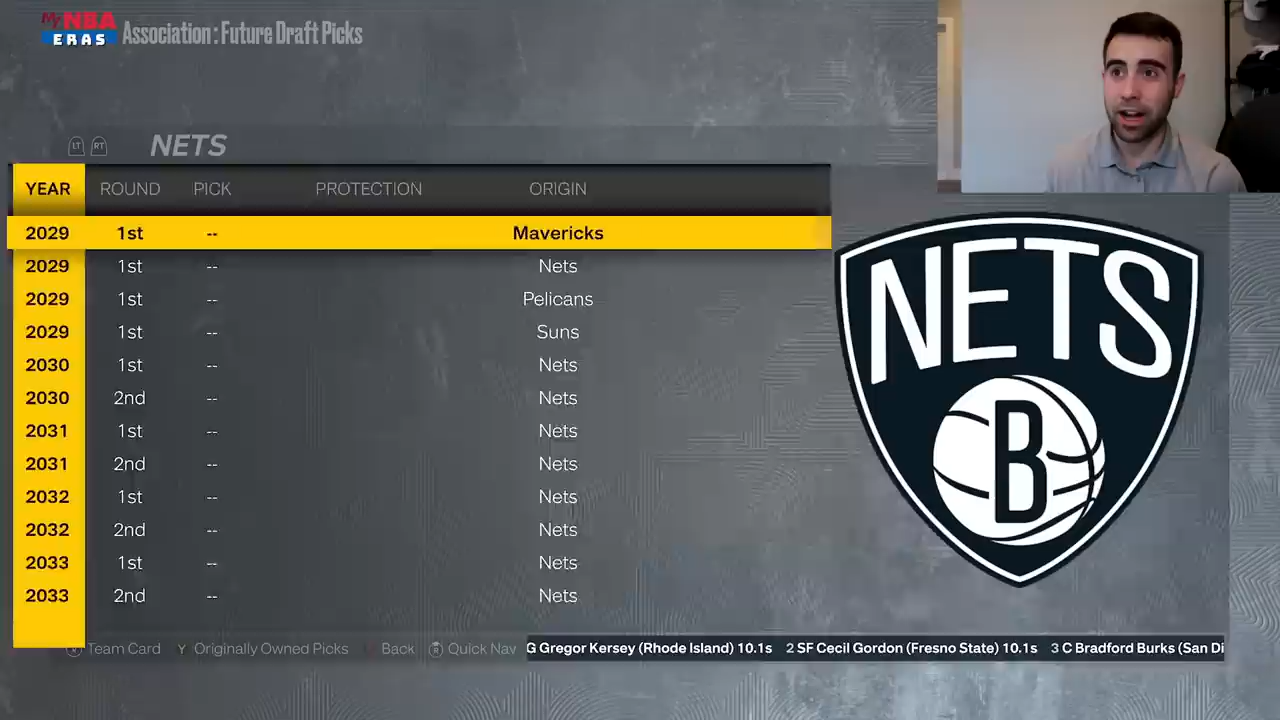 My NBA
ERAS
Association : Future Draft Picks
LT RT NETS
YEAR ROUND PICK PROTECTION ORIGIN
2029 1st -- Mavericks
2029 1st -- Nets
2029 1st -- Pelicans
2029 1st -- Suns
2030 1st -- Nets
2030 2nd -- Nets
2031 1st -- Nets
2031 2nd -- Nets
2032 1st -- Nets
2032 2nd -- Nets
2033 1st -- Nets
2033 2nd -- Nets
NETS
B
Team Card Y Originally Owned Picks Back R Quick Nav
G Gregor Kersey (Rhode Island) 10.1s 2 SF Cecil Gordon (Fresno State) 10.1s 3 C Bradford Burks (San Di